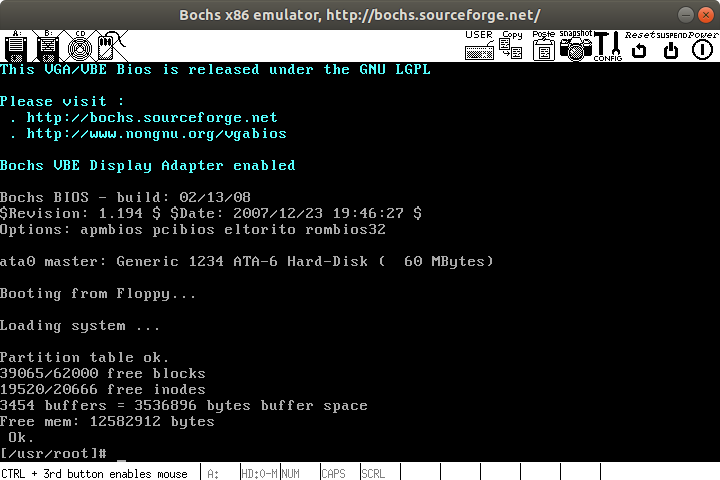 Bochs x86 emulator, http://bochs.sourceforge.net/
A: B: CD USER Copy Paste Snapshot CONFIG Reset SUSPEND Power
This VGA/VBE Bios is released under the GNU LGPL
Please visit :
. http://bochs.sourceforge.net
. http://www.nongnu.org/vgabios
Bochs VBE Display Adapter enabled
Bochs BIOS - build: 02/13/08
$Revision: 1.194 $ $Date: 2007/12/23 19:46:27 $
Options: apmbios pcibios eltorito rombios32
ata0 master: Generic 1234 ATA-6 Hard-Disk ( 60 MBytes)
Booting from Floppy...
Loading system ...
Partition table ok.
39065/62000 free blocks
19520/20666 free inodes
3454 buffers = 3536896 bytes buffer space
Free mem: 12582912 bytes
Ok.
[/usr/root]# _
CTRL + 3rd button enables mouse A: HD:0-M NUM CAPS SCRL